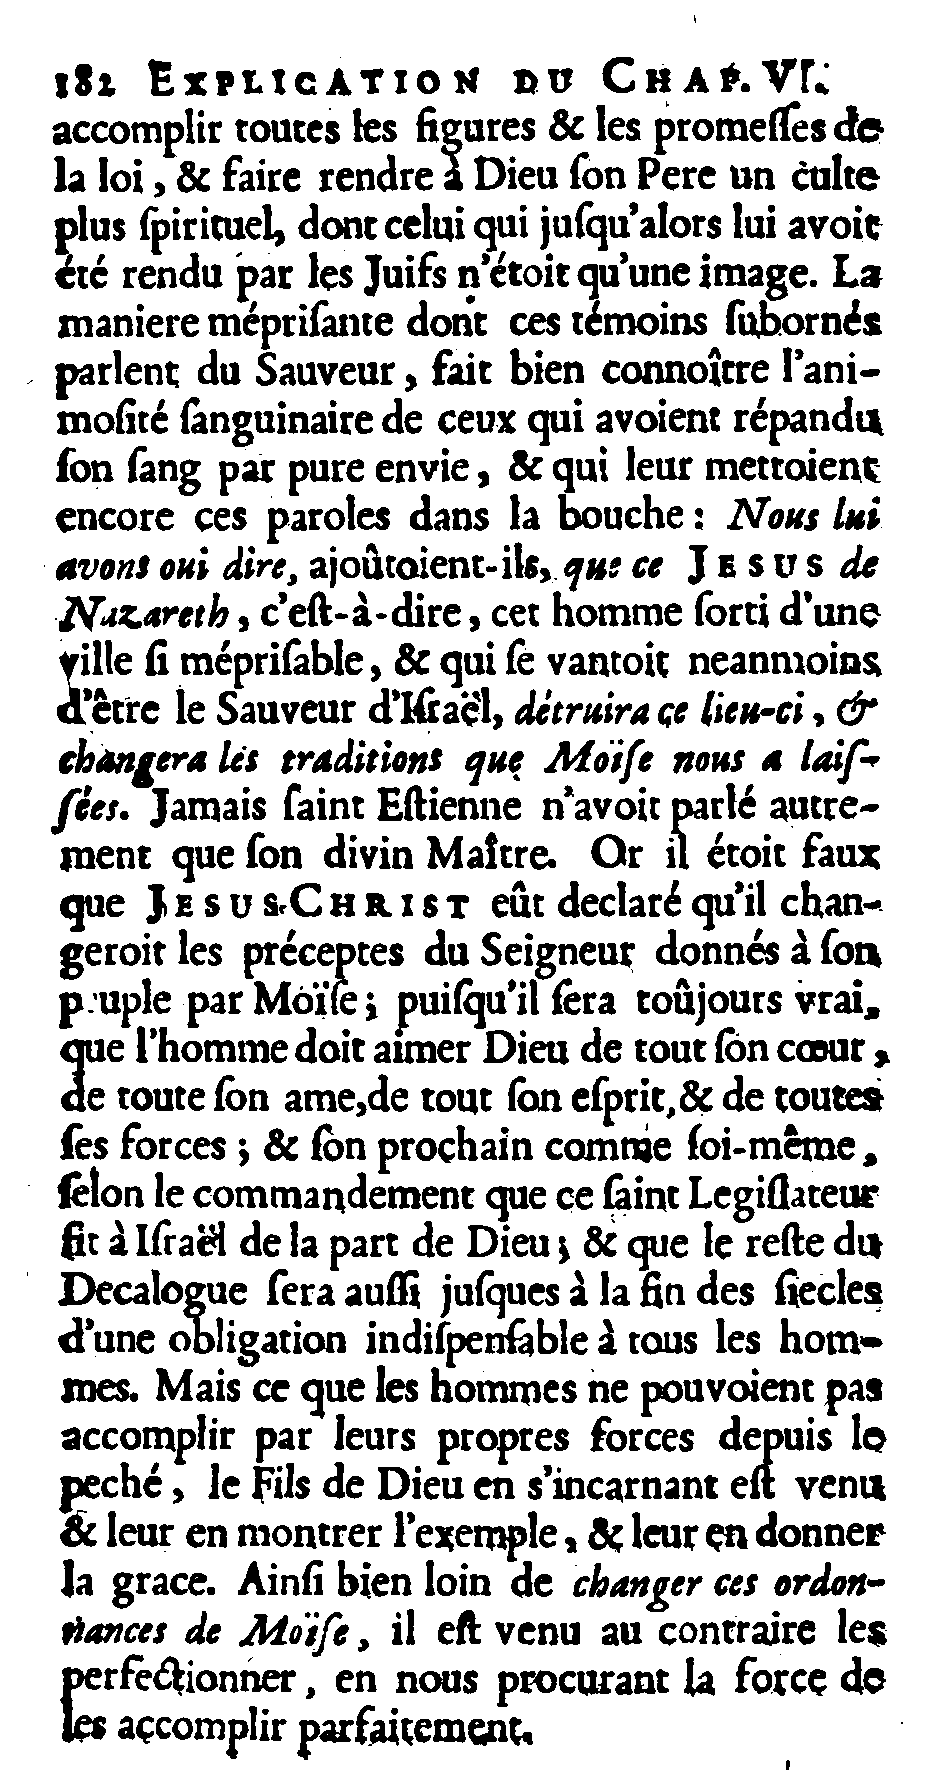 182 EXPLICATION DU CHAP. VI.
accomplir toutes les figures & les promeſſes de
la loi, & faire rendre à Dieu ſon Pere un culte
plus ſpirituel, dont celui qui juſqu'alors lui avoit
été rendu par les Juifs n'étoit qu'une image. La
maniere mépriſante dont ces témoins ſubornés
parlent du Sauveur, fait bien connoître l'ani-
moſité ſanguinaire de ceux qui avoient répandu
ſon ſang par pure envie, & qui leur mettoient
encore ces paroles dans la bouche : Nous lui
avons oui dire, ajoûtoient-ils, que ce JESUS de
Nazareth, c'eſt-à-dire, cet homme ſorti d'une
ville ſi mépriſable, & qui ſe vantoit neanmoins
d'être le Sauveur d'Iſraël, détruira ce lieu-ci, &
changera les traditions que Moïſe nous a laiſ-
ſées. Jamais ſaint Eſtienne n'avoit parlé autre-
ment que ſon divin Maître. Or il étoit faux
que JESUS-CHRIST eût declaré qu'il chan-
geroit les préceptes du Seigneur donnés à ſon
peuple par Moïſe ; puiſqu'il ſera toûjours vrai,
que l'homme doit aimer Dieu de tout ſon cœur,
de toute ſon ame, de tout ſon eſprit, & de toutes
ſes forces ; & ſon prochain comme ſoi-même,
ſelon le commandement que ce ſaint Legiſlateur
fit à Iſraël de la part de Dieu ; & que le reſte du
Decalogue ſera auſſi juſques à la fin des ſiecles
d'une obligation indiſpenſable à tous les hom-
mes. Mais ce que les hommes ne pouvoient pas
accomplir par leurs propres forces depuis le
peché, le Fils de Dieu en s'incarnant eſt venu
& leur en montrer l'exemple, & leur en donner
la grace. Ainſi bien loin de changer ces ordon-
nances de Moïſe, il eſt venu au contraire les
perfectionner, en nous procurant la force de
les accomplir parfaitement.